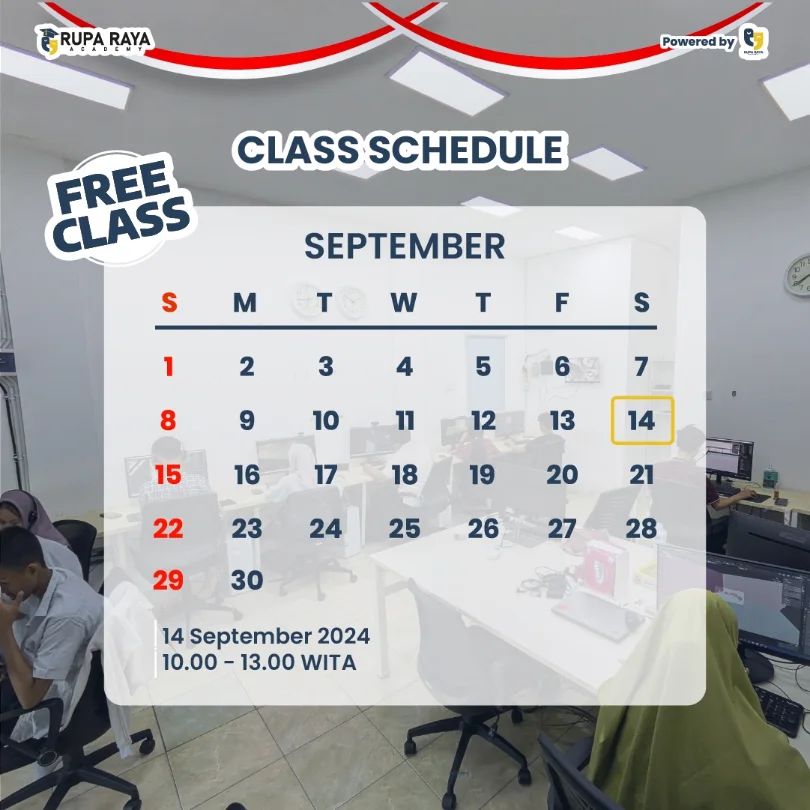 RUPA RAYA
ACADEMY
Powered by
RUPA RAYA
CLASS SCHEDULE
FREE
CLASS
SEPTEMBER
S M T W T F S
1 2 3 4 5 6 7
8 9 10 11 12 13 14
15 16 17 18 19 20 21
22 23 24 25 26 27 28
29 30
14 September 2024
10.00 - 13.00 WITA